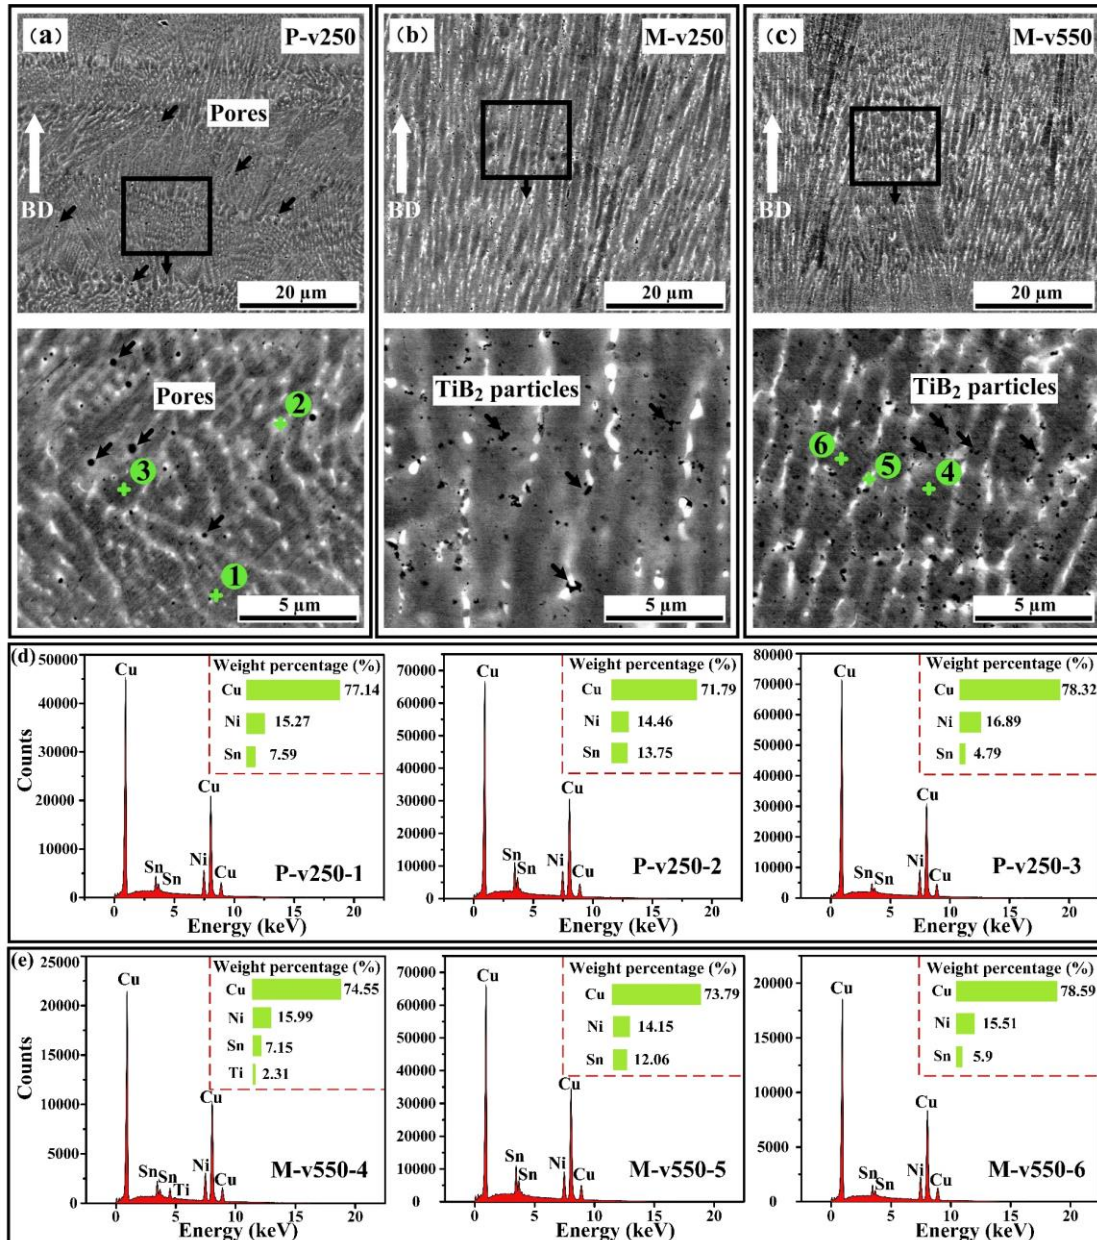 (a) P-v250
Pores
BD
20 μm
Pores
2
3
1
5 μm
(b) M-v250
BD
20 μm
TiB₂ particles
5 μm
(c) M-v550
BD
20 μm
TiB₂ particles
6
5
4
5 μm
(d)
50000
40000
30000
20000
10000
0
Counts
Cu
Weight percentage (%)
Cu 77.14
Ni 15.27
Sn 7.59
Cu
Sn
Sn
Ni
Cu
P-v250-1
0 5 10 15 20
Energy (keV)
70000
60000
50000
40000
30000
20000
10000
0
Cu
Weight percentage (%)
Cu 71.79
Ni 14.46
Sn 13.75
Cu
Sn
Sn
Ni
Cu
P-v250-2
0 5 10 15 20
Energy (keV)
80000
70000
60000
50000
40000
30000
20000
10000
0
Cu
Weight percentage (%)
Cu 78.32
Ni 16.89
Sn 4.79
Cu
Sn
Sn
Ni
Cu
P-v250-3
0 5 10 15 20
Energy (keV)
(e)
25000
20000
15000
10000
5000
0
Counts
Cu
Weight percentage (%)
Cu 74.55
Ni 15.99
Sn 7.15
Ti 2.31
Cu
Sn
Sn
Ti
Ni
Cu
M-v550-4
0 5 10 15 20
Energy (keV)
70000
60000
50000
40000
30000
20000
10000
0
Cu
Weight percentage (%)
Cu 73.79
Ni 14.15
Sn 12.06
Cu
Sn
Sn
Ni
Cu
M-v550-5
0 5 10 15 20
Energy (keV)
20000
15000
10000
5000
0
Cu
Weight percentage (%)
Cu 78.59
Ni 15.51
Sn 5.9
Cu
Sn
Sn
Ni
Cu
M-v550-6
0 5 10 15 20
Energy (keV)